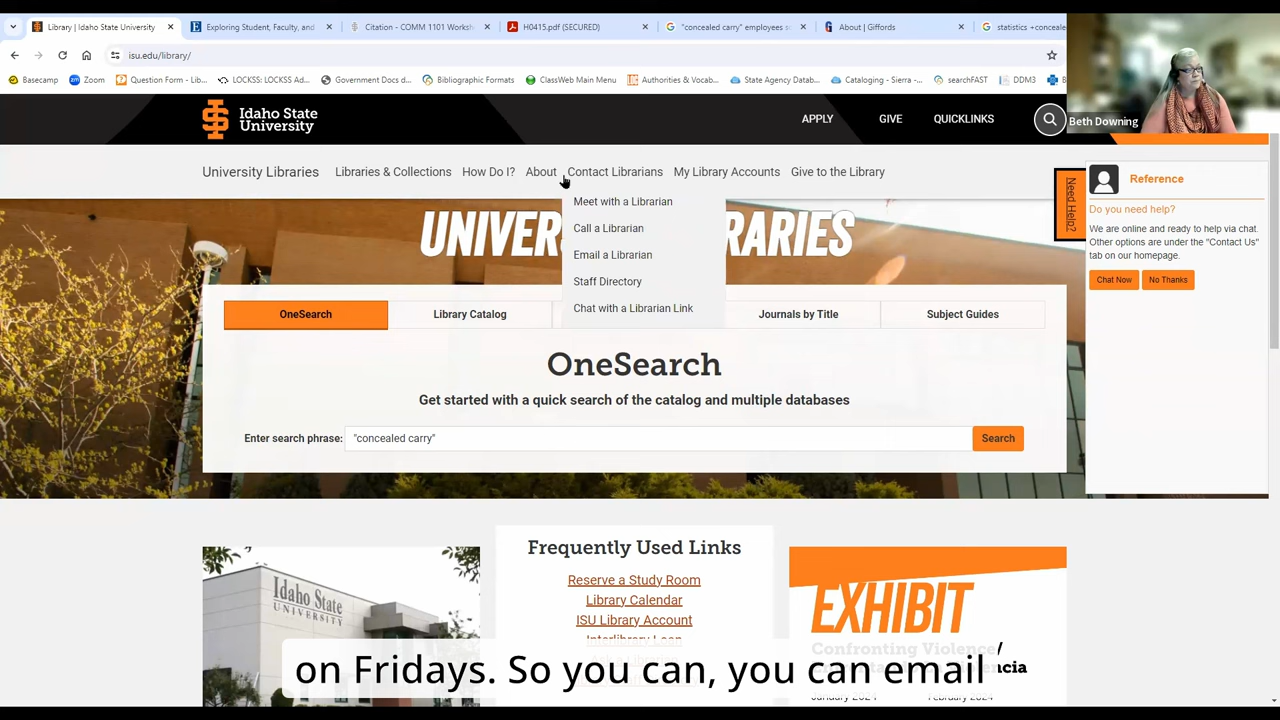 Library | Idaho State University
Exploring Student, Faculty, and
Citation - COMM 1101 Worksh
H0415.pdf (SECURED)
"concealed carry" employees s
About | Giffords
statistics +conceale
isu.edu/library/
Basecamp
Zoom
Question Form - Lib...
LOCKSS: LOCKSS Ad...
Government Docs d...
Bibliographic Formats
ClassWeb Main Menu
Authorities & Vocab...
State Agency Datab...
Cataloging - Sierra -...
searchFAST
DDM3
Idaho State
University
APPLY
GIVE
QUICKLINKS
Beth Downing
University Libraries
Libraries & Collections
How Do I?
About
Contact Librarians
My Library Accounts
Give to the Library
Meet with a Librarian
Call a Librarian
Email a Librarian
Staff Directory
Chat with a Librarian Link
Need Help?
Reference
Do you need help?
We are online and ready to help via chat.
Other options are under the "Contact Us"
tab on our homepage.
Chat Now
No Thanks
OneSearch
Library Catalog
Journals by Title
Subject Guides
OneSearch
Get started with a quick search of the catalog and multiple databases
Enter search phrase:
"concealed carry"
Search
Idaho State
UNIVERSITY
Frequently Used Links
Reserve a Study Room
Library Calendar
ISU Library Account
Interlibrary Loan
EXHIBIT
Confronting Violence/
on Fridays. So you can, you can email